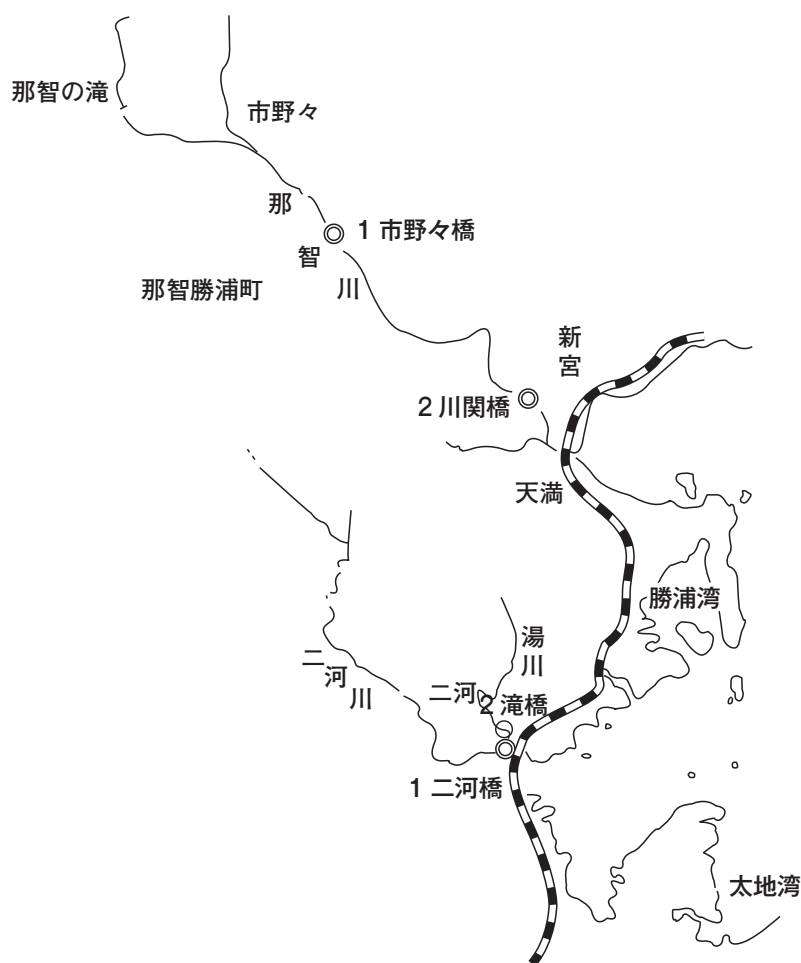 那智の滝
市野々
那智川
1 市野々橋
那智勝浦町
新宮
2 川関橋
天満
勝浦湾
湯川
二河川
二河
2 滝橋
1 二河橋
太地湾